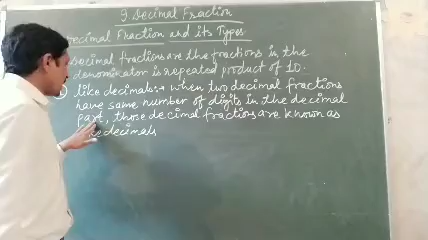 9. Decimal Fraction
Decimal Fraction and its Types:
Decimal fractions are the fractions in the
denominator is repeated product of 10.
like decimals:→ when two decimal fractions
have same number of digits in the decimal
part, those decimal fractions are known as
decimals